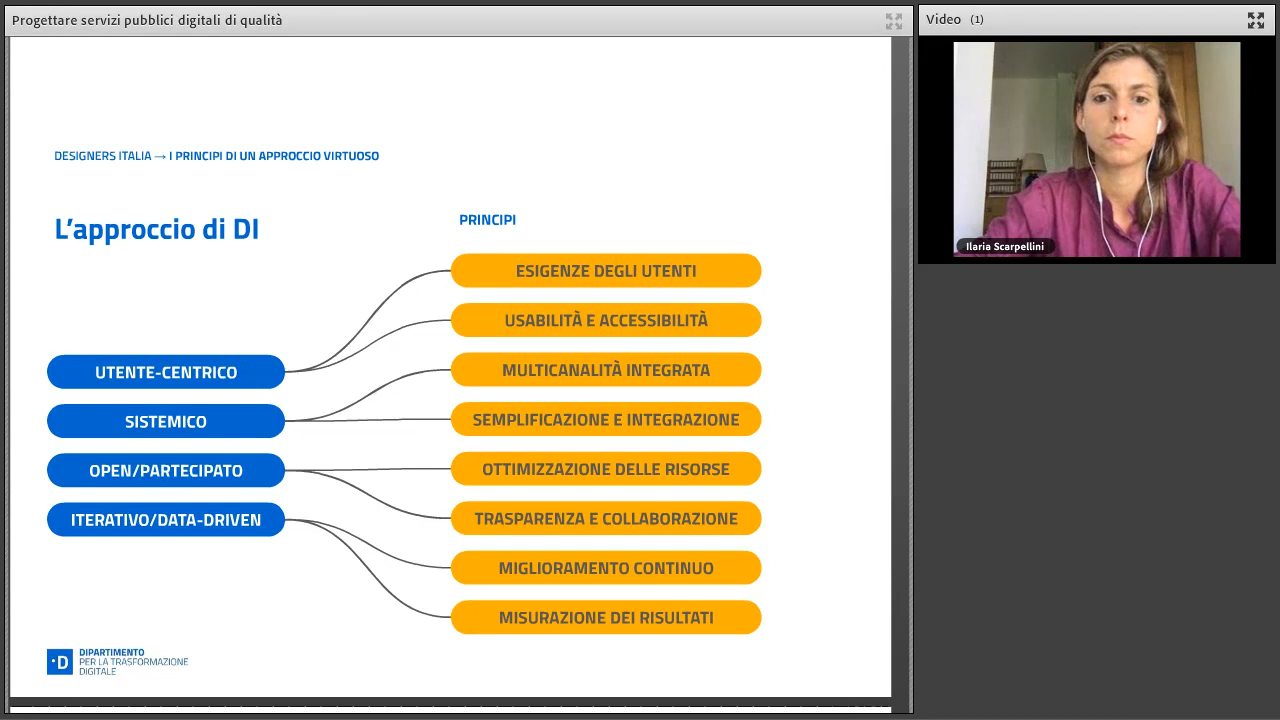 Progettare servizi pubblici digitali di qualità
Video (1)
DESIGNERS ITALIA → I PRINCIPI DI UN APPROCCIO VIRTUOSO
L'approccio di DI
PRINCIPI
UTENTE-CENTRICO
SISTEMICO
OPEN/PARTECIPATO
ITERATIVO/DATA-DRIVEN
ESIGENZE DEGLI UTENTI
USABILITÀ E ACCESSIBILITÀ
MULTICANALITÀ INTEGRATA
SEMPLIFICAZIONE E INTEGRAZIONE
OTTIMIZZAZIONE DELLE RISORSE
TRASPARENZA E COLLABORAZIONE
MIGLIORAMENTO CONTINUO
MISURAZIONE DEI RISULTATI
·D
DIPARTIMENTO
PER LA TRASFORMAZIONE
DIGITALE
Ilaria Scarpellini